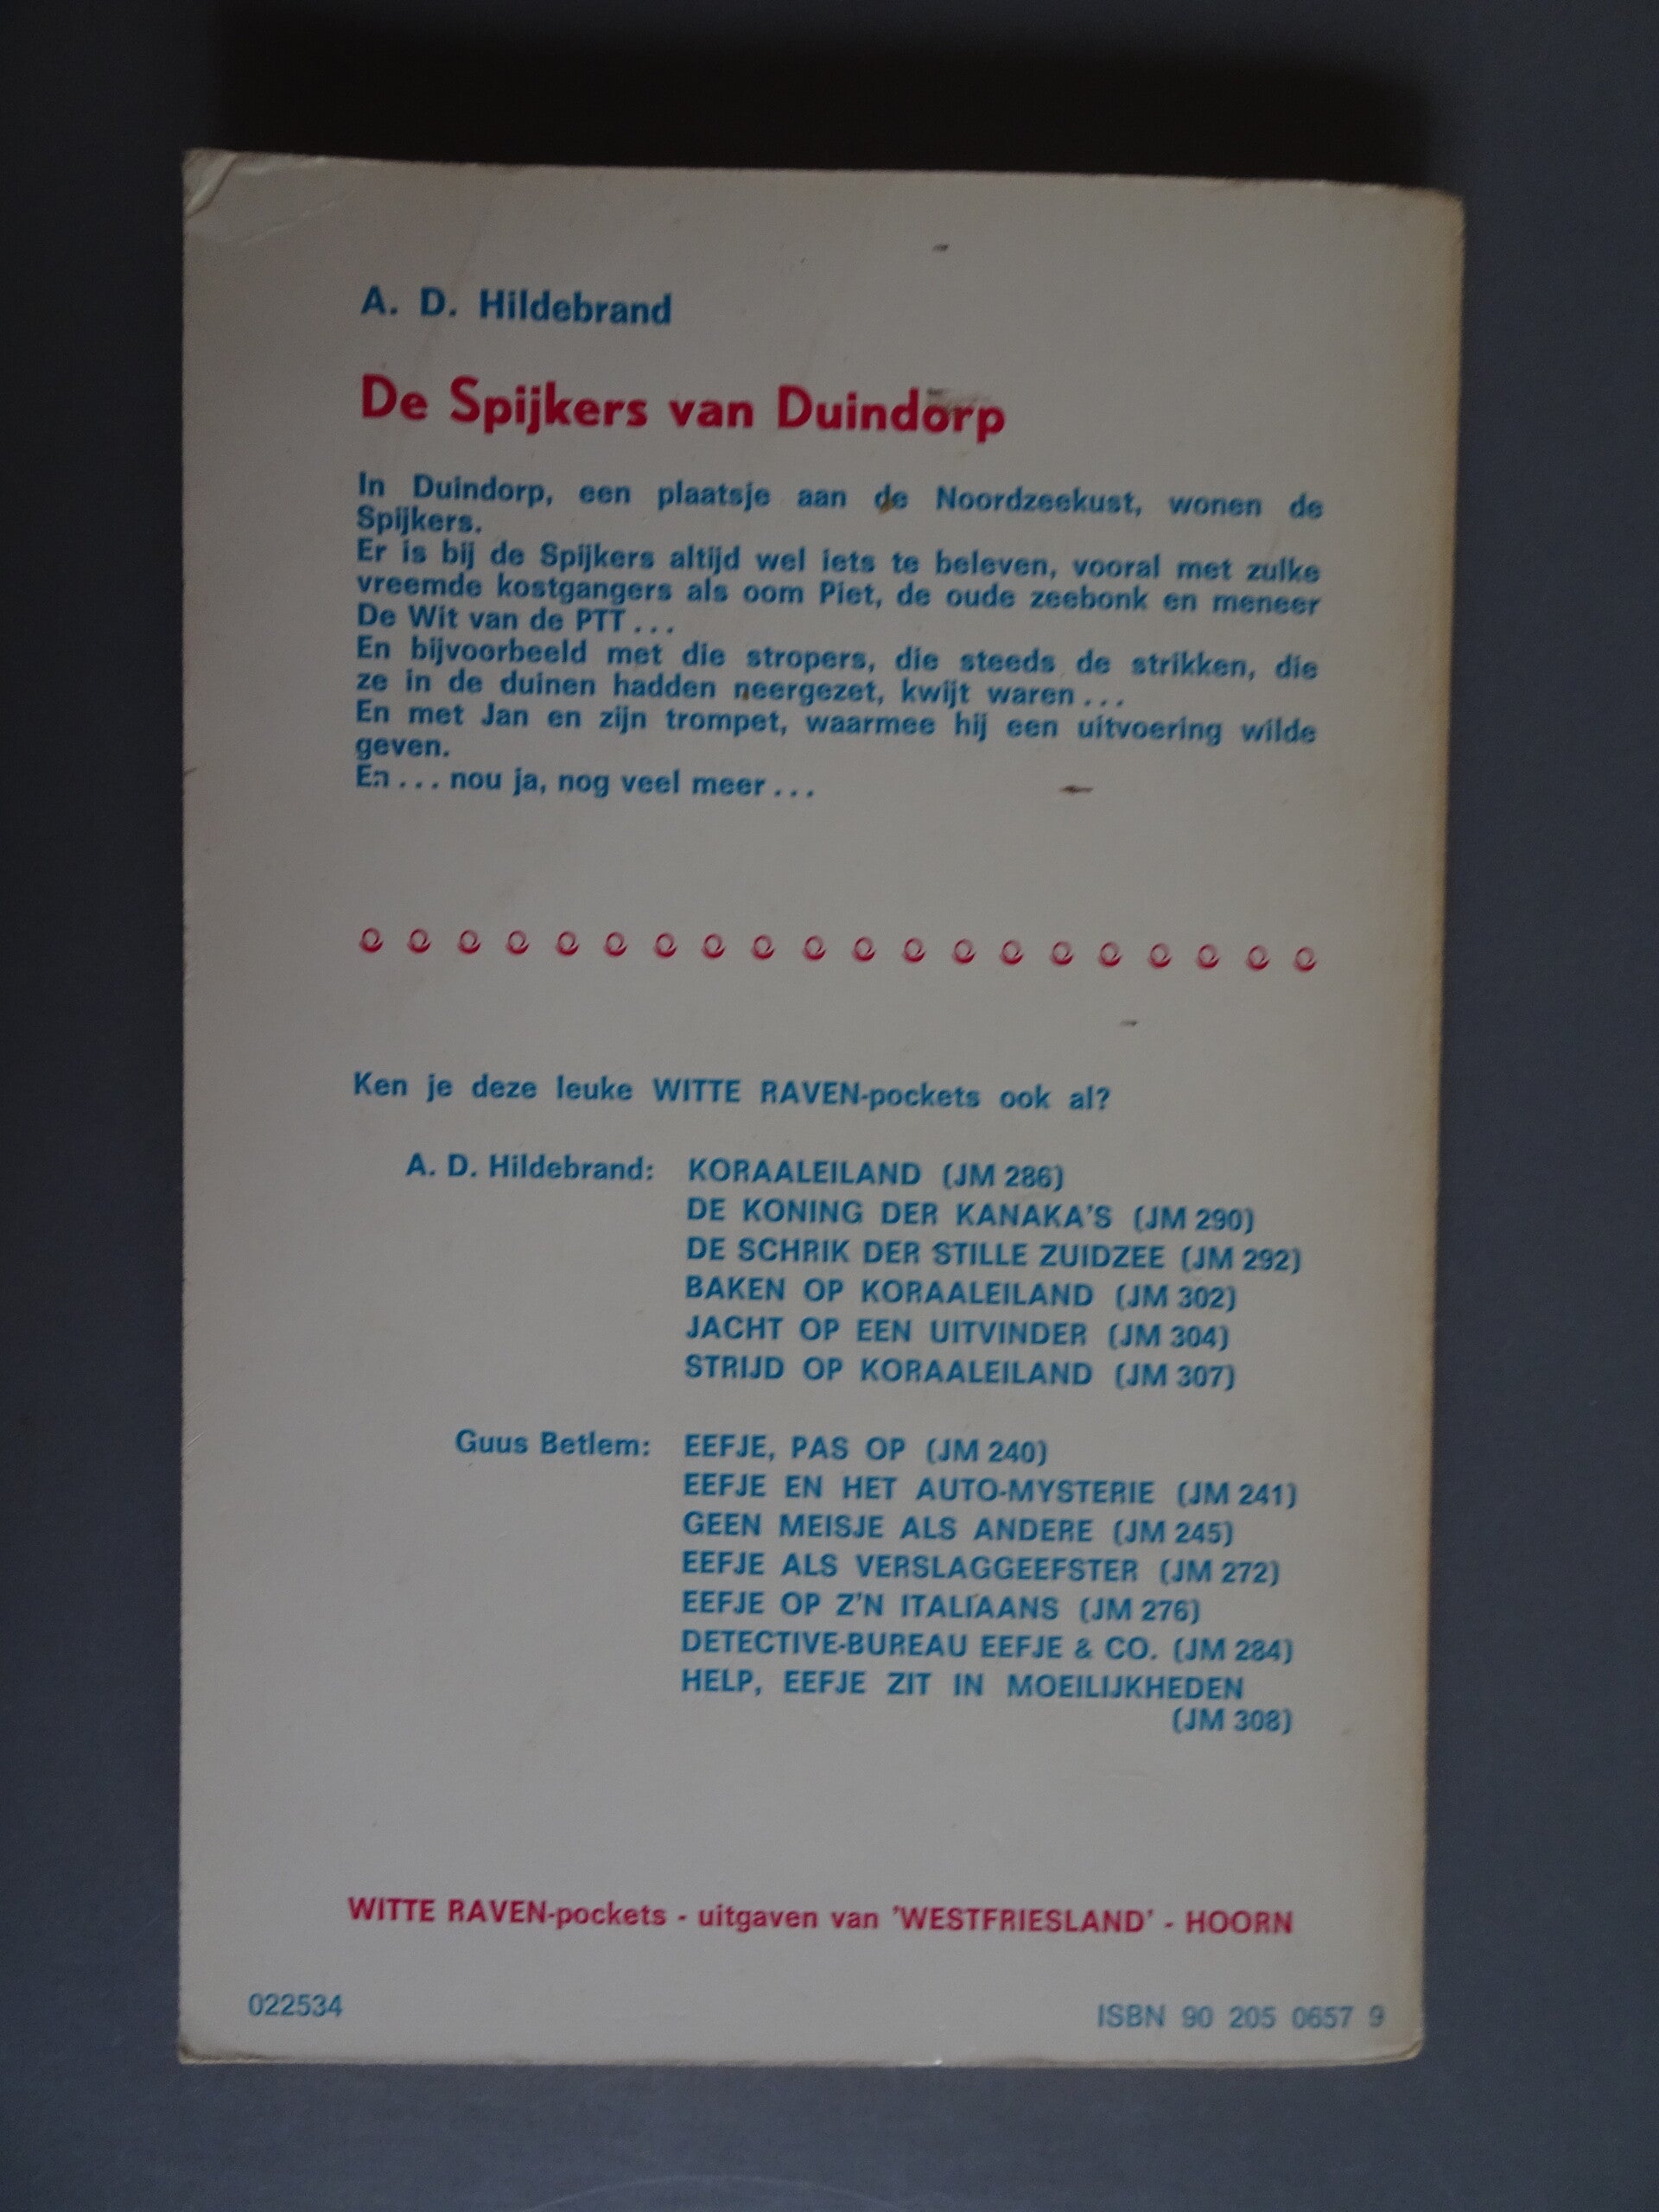 A. D. Hildebrand
De Spijkers van Duindorp
In Duindorp, een plaatsje aan de Noordzeekust, wonen de
Spijkers.
Er is bij de Spijkers altijd wel iets te beleven, vooral met zulke
vreemde kostgangers als oom Piet, de oude zeebonk en meneer
De Wit van de PTT...
En bijvoorbeeld met die stropers, die steeds de strikken, die
ze in de duinen hadden neergezet, kwijt waren...
En met Jan en zijn trompet, waarmee hij een uitvoering wilde
geven.
En... nou ja, nog veel meer...
Ken je deze leuke WITTE RAVEN-pockets ook al?
A. D. Hildebrand: KORAALEILAND (JM 286)
DE KONING DER KANAKA'S (JM 290)
DE SCHRIK DER STILLE ZUIDZEE (JM 292)
BAKEN OP KORAALEILAND (JM 302)
JACHT OP EEN UITVINDER (JM 304)
STRIJD OP KORAALEILAND (JM 307)
Guus Betlem: EEFJE, PAS OP (JM 240)
EEFJE EN HET AUTO-MYSTERIE (JM 241)
GEEN MEISJE ALS ANDERE (JM 245)
EEFJE ALS VERSLAGGEEFSTER (JM 272)
EEFJE OP Z'N ITALIAANS (JM 276)
DETECTIVE-BUREAU EEFJE & CO. (JM 284)
HELP, EEFJE ZIT IN MOEILIJKHEDEN
(JM 308)
WITTE RAVEN-pockets - uitgaven van 'WESTFRIESLAND' - HOORN
022534
ISBN 90 205 0657 9